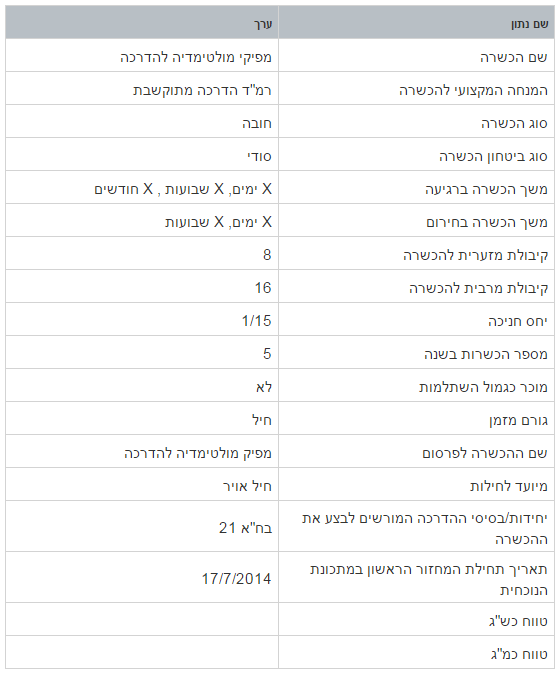 שם נתון ערך
שם הכשרה מפיקי מולטימדיה להדרכה
המנחה המקצועי להכשרה רמ"ד הדרכה מתוקשבת
סוג הכשרה חובה
סוג ביטחון הכשרה סודי
משך הכשרה ברגיעה X ימים, X שבועות , X חודשים
משך הכשרה בחירום X ימים, X שבועות
קיבולת מזערית להכשרה 8
קיבולת מרבית להכשרה 16
יחס חניכה 1/15
מספר הכשרות בשנה 5
מוכר כגמול השתלמות לא
גורם מזמן חיל
שם ההכשרה לפרסום מפיק מולטימדיה להדרכה
מיועד לחילות חיל אויר
יחידות/בסיסי ההדרכה המורשים לבצע את
ההכשרה בח"א 21
תאריך תחילת המחזור הראשון במתכונת
הנוכחית 17/7/2014
טווח כש"ג
טווח כמ"ג